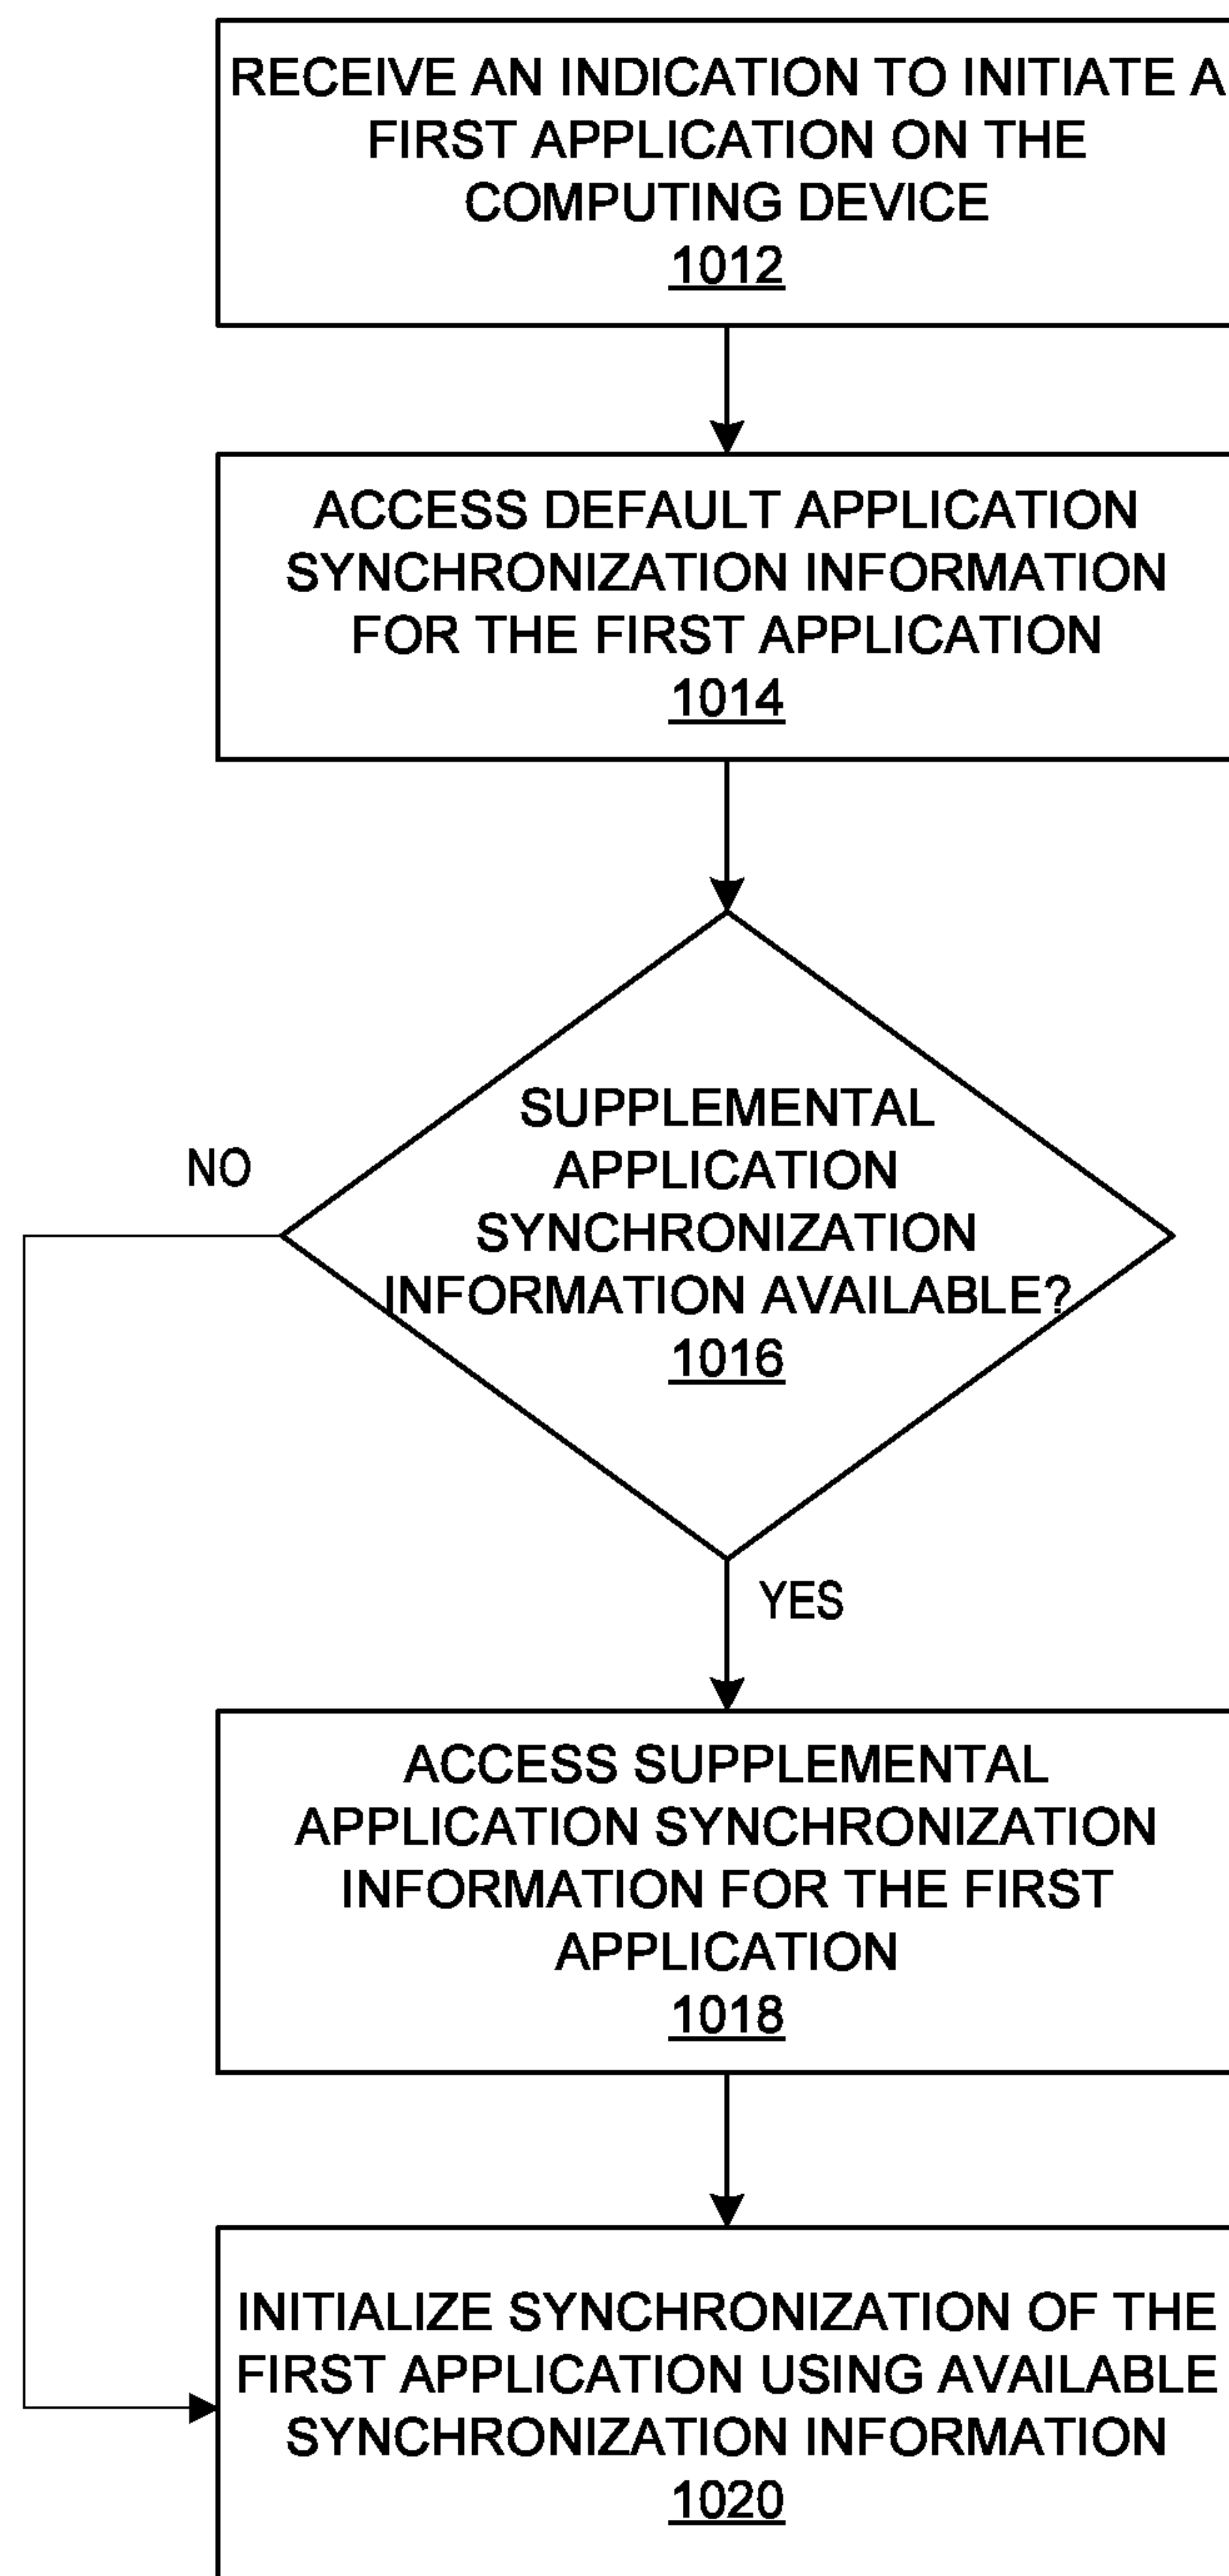 RECEIVE AN INDICATION TO INITIATE A
FIRST APPLICATION ON THE
COMPUTING DEVICE
1012
ACCESS DEFAULT APPLICATION
SYNCHRONIZATION INFORMATION
FOR THE FIRST APPLICATION
1014
SUPPLEMENTAL
APPLICATION
SYNCHRONIZATION
INFORMATION AVAILABLE?
1016
NO
YES
ACCESS SUPPLEMENTAL
APPLICATION SYNCHRONIZATION
INFORMATION FOR THE FIRST
APPLICATION
1018
INITIALIZE SYNCHRONIZATION OF THE
FIRST APPLICATION USING AVAILABLE
SYNCHRONIZATION INFORMATION
1020